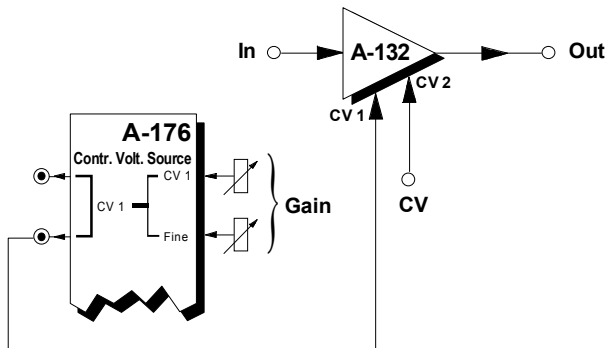 In
A-132
Out
CV 1
CV 2
CV
A-176
Contr. Volt. Source
CV 1
CV 1
Fine
Gain